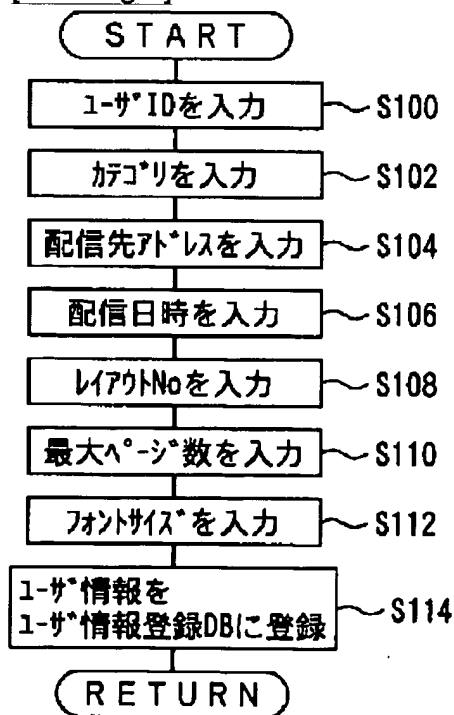 START
ﾕｰｻﾞIDを入力
S100
ｶﾃｺﾞﾘを入力
S102
配信先ｱﾄﾞﾚｽを入力
S104
配信日時を入力
S106
ﾚｲｱｳﾄNoを入力
S108
最大ﾍﾟｰｼﾞ数を入力
S110
ﾌｫﾝﾄｻｲｽﾞを入力
S112
ﾕｰｻﾞ情報を
ﾕｰｻﾞ情報登録DBに登録
S114
RETURN